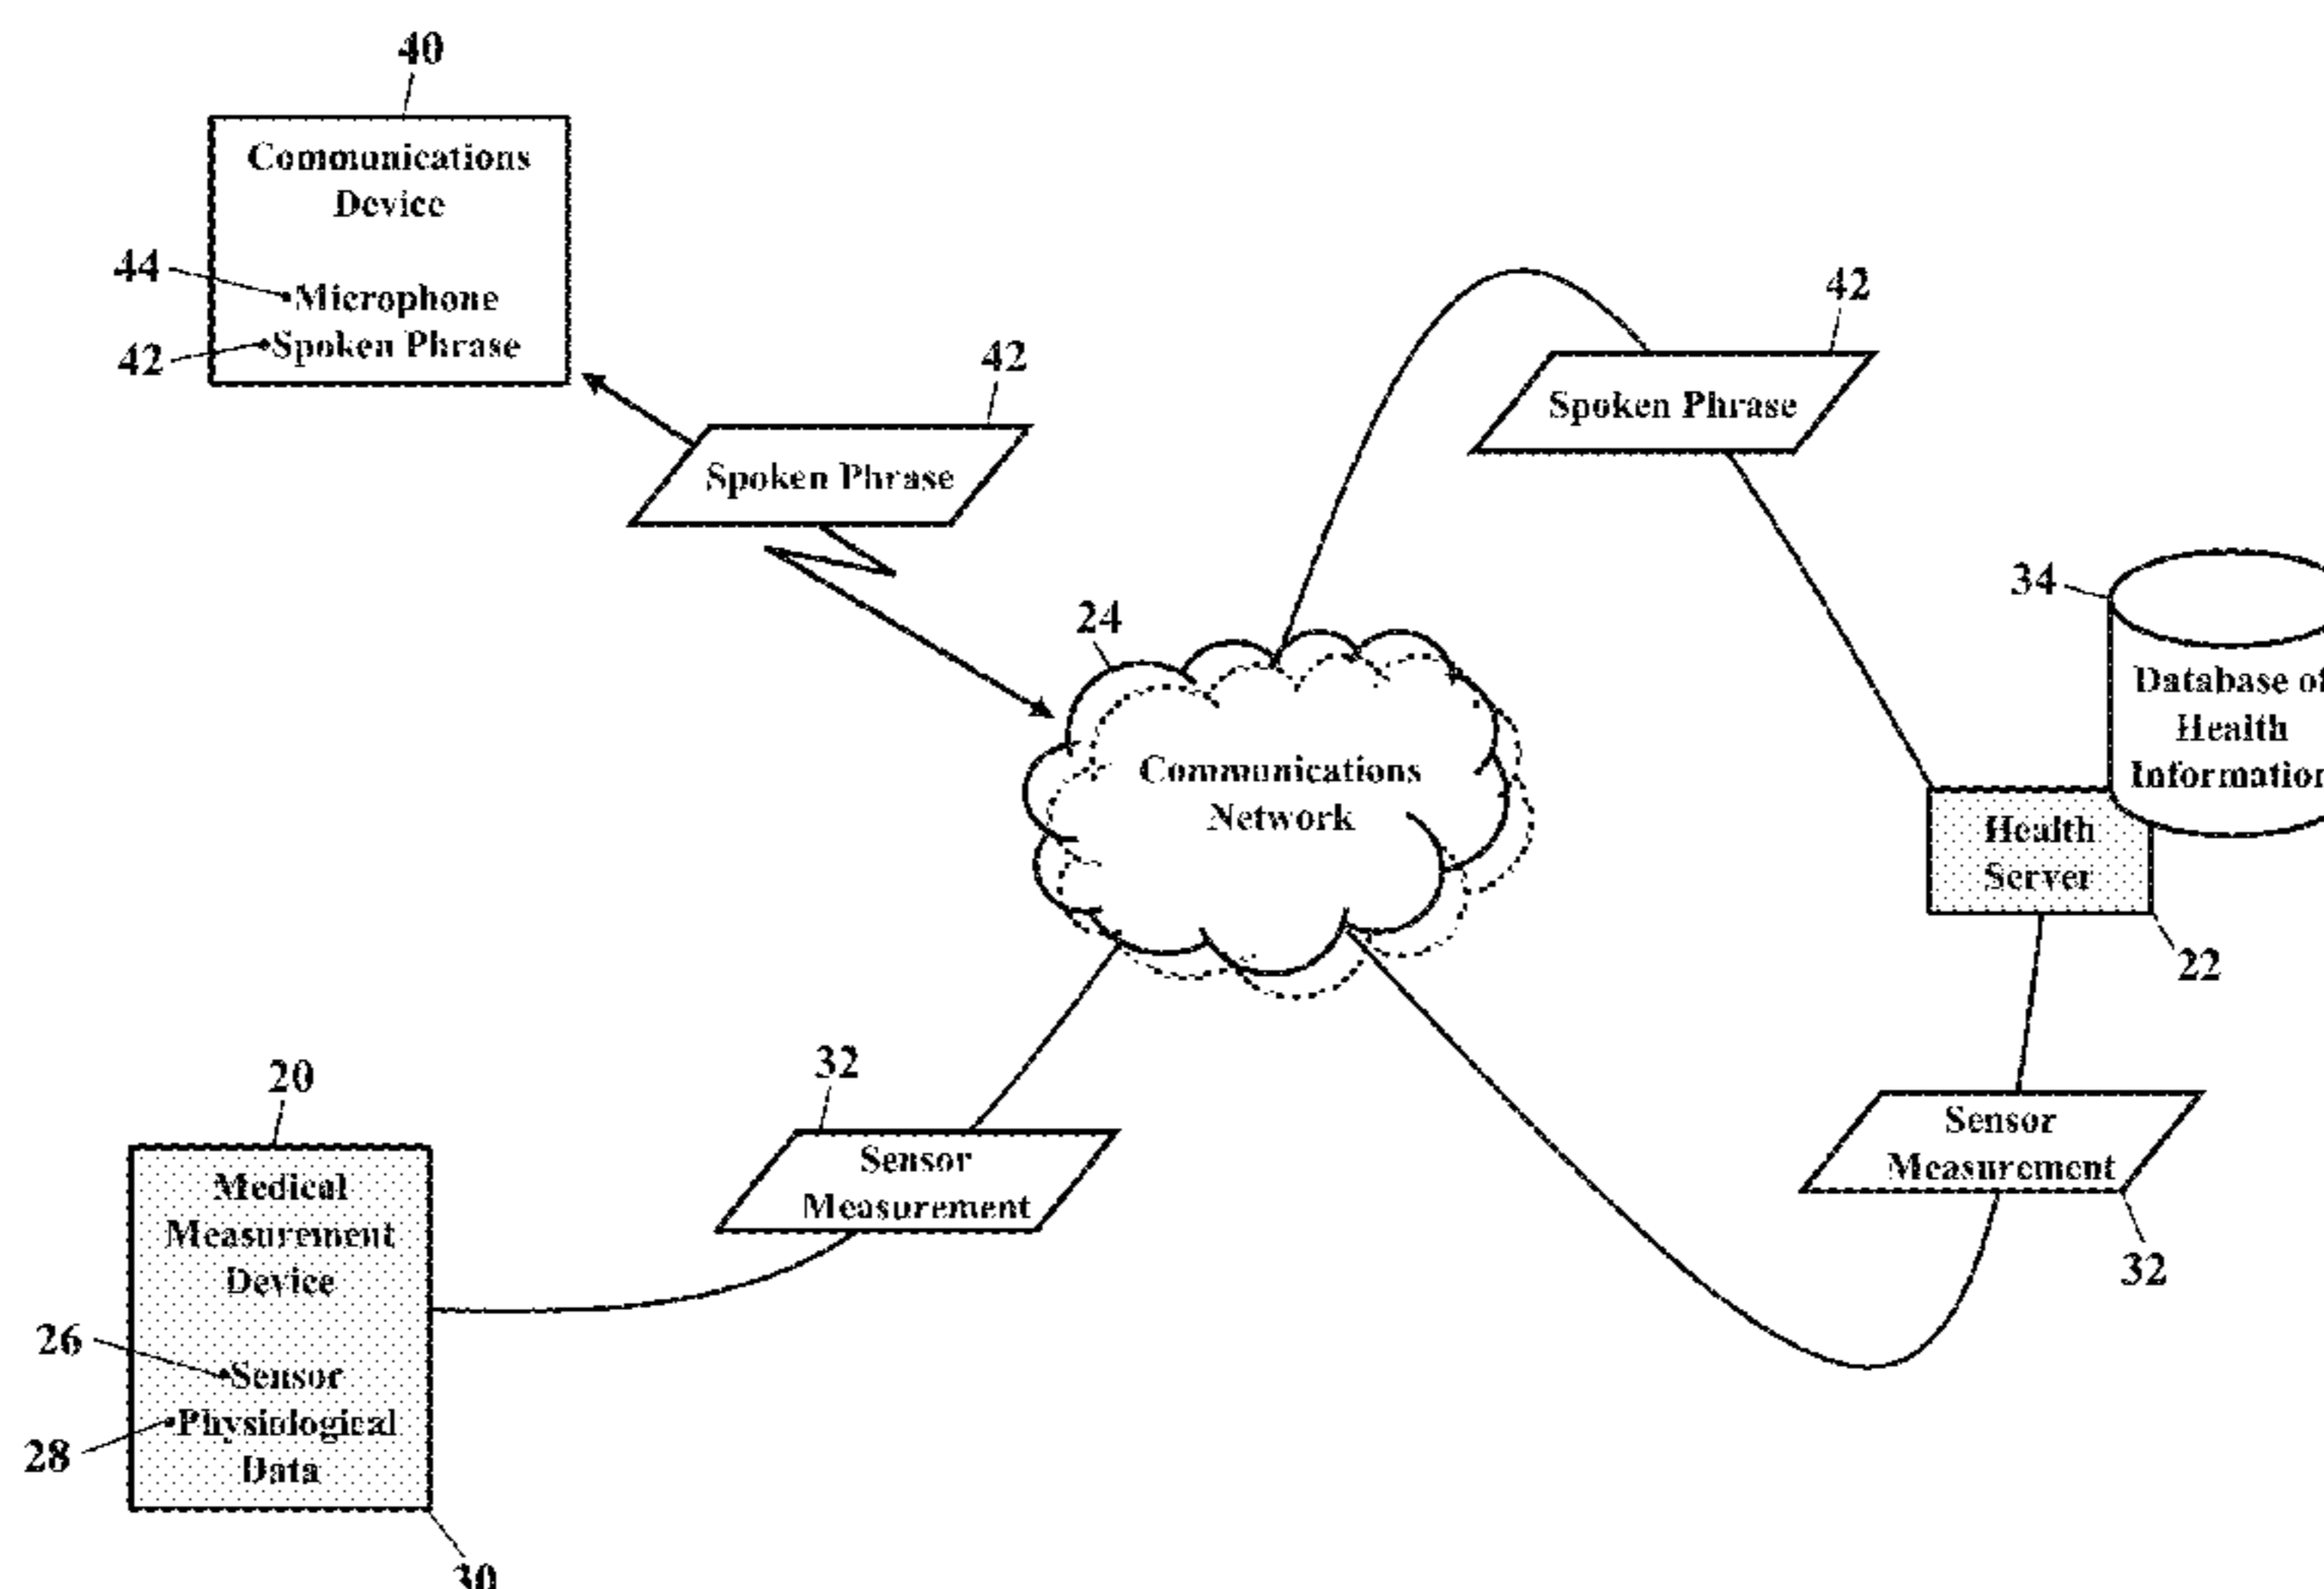 40
Communications
Device
44
•Microphone
42
•Spoken Phrase
42
Spoken Phrase
42
Spoken Phrase
34
Database of
Health
Information
24
Communications
Network
Health
Server
22
20
Medical
Measurement
Device
26
•Sensor
28
•Physiological
Data
30
32
Sensor
Measurement
Sensor
Measurement
32